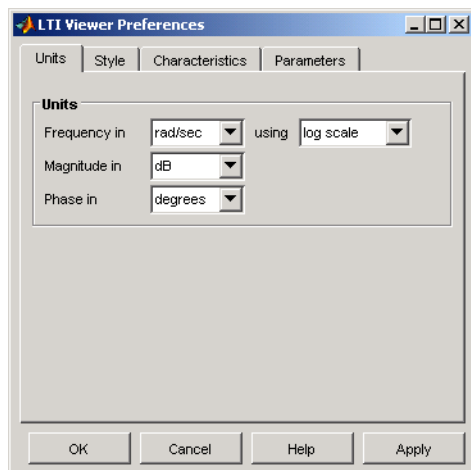 LTI Viewer Preferences
Units Style Characteristics Parameters
Units
Frequency in rad/sec using log scale
Magnitude in dB
Phase in degrees
OK Cancel Help Apply